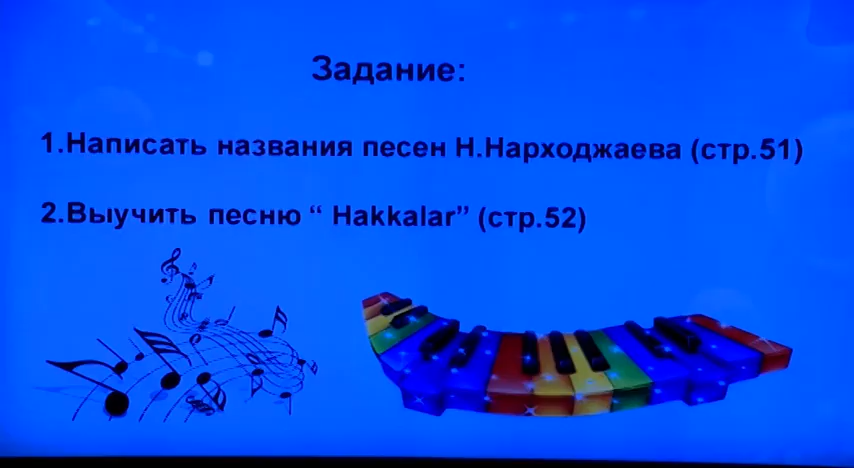 Задание:
1.Написать названия песен Н.Нарходжаева (стр.51)
2.Выучить песню “ Hakkalar” (стр.52)